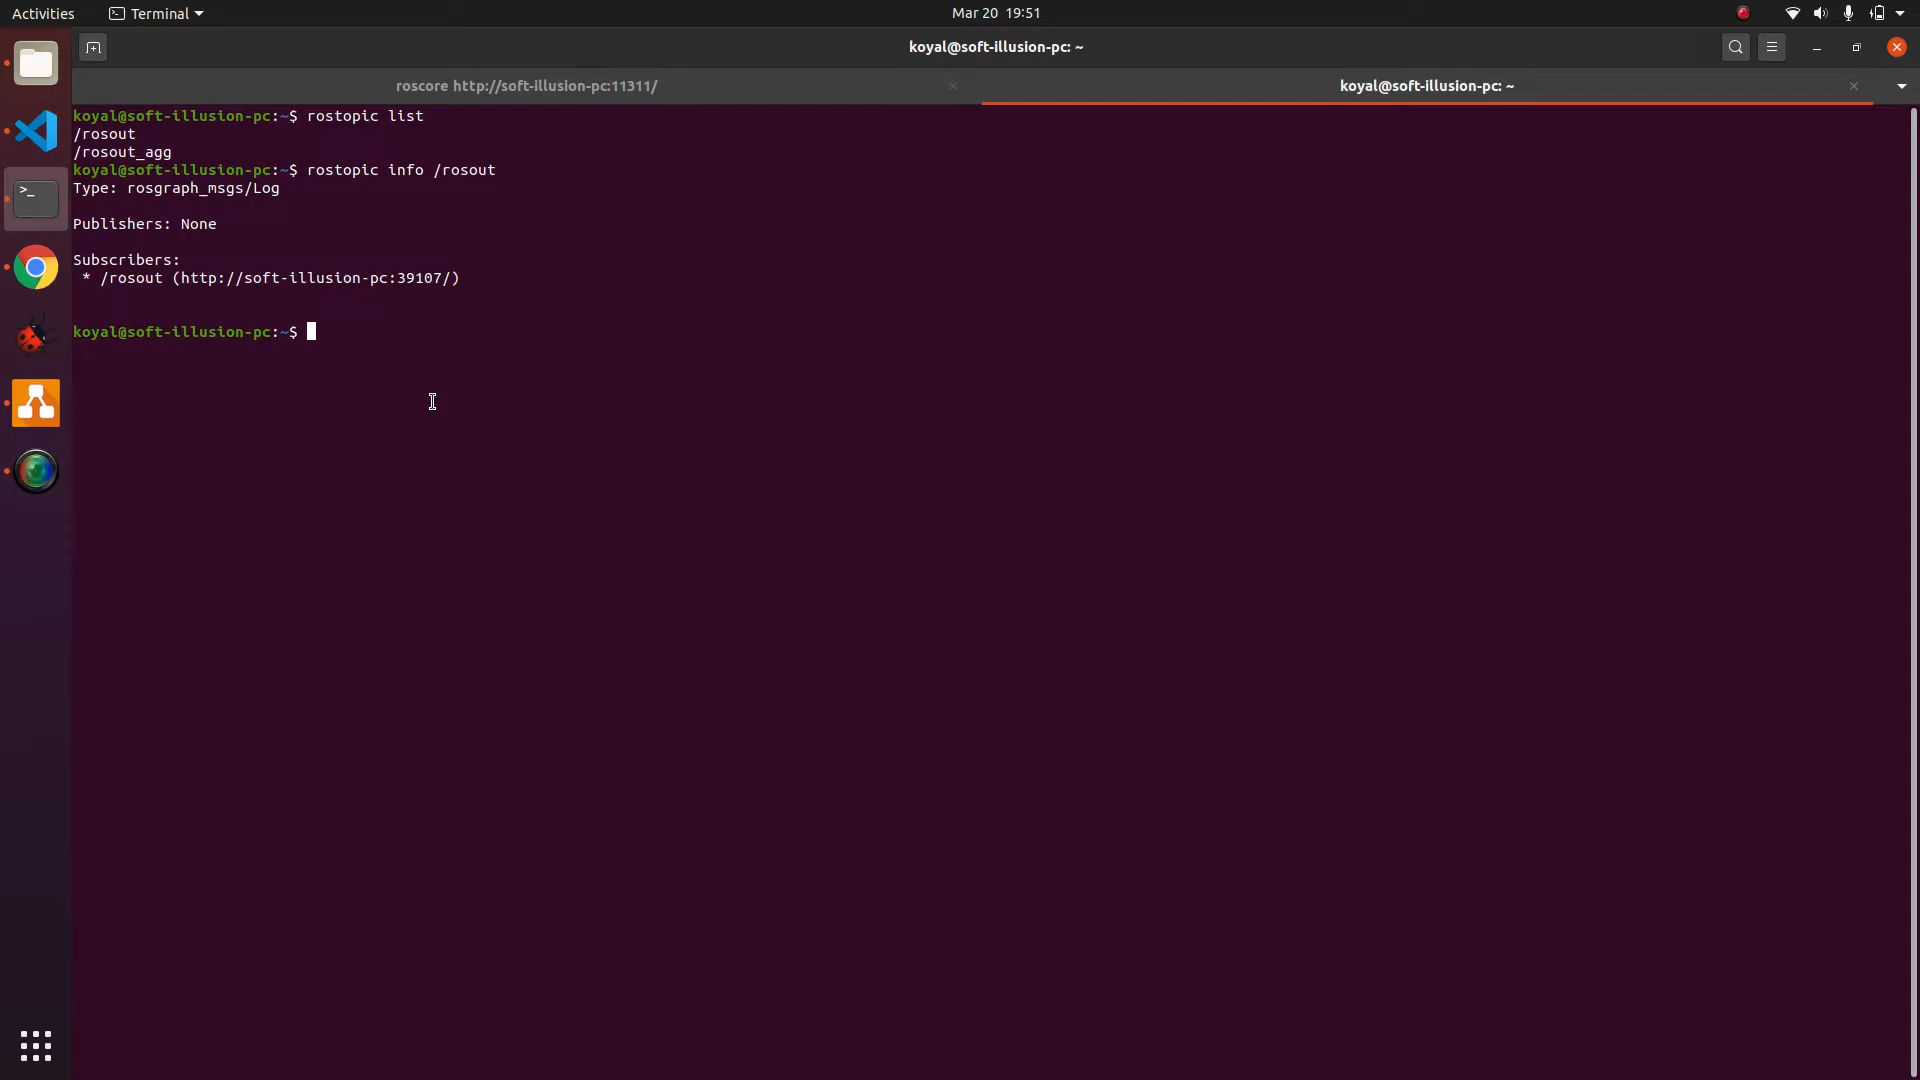 Activities
Terminal
Mar 20 19:51
koyal@soft-illusion-pc: ~
roscore http://soft-illusion-pc:11311/
koyal@soft-illusion-pc: ~
koyal@soft-illusion-pc:~$ rostopic list
/rosout
/rosout_agg
koyal@soft-illusion-pc:~$ rostopic info /rosout
Type: rosgraph_msgs/Log
Publishers: None
Subscribers:
* /rosout (http://soft-illusion-pc:39107/)
koyal@soft-illusion-pc:~$